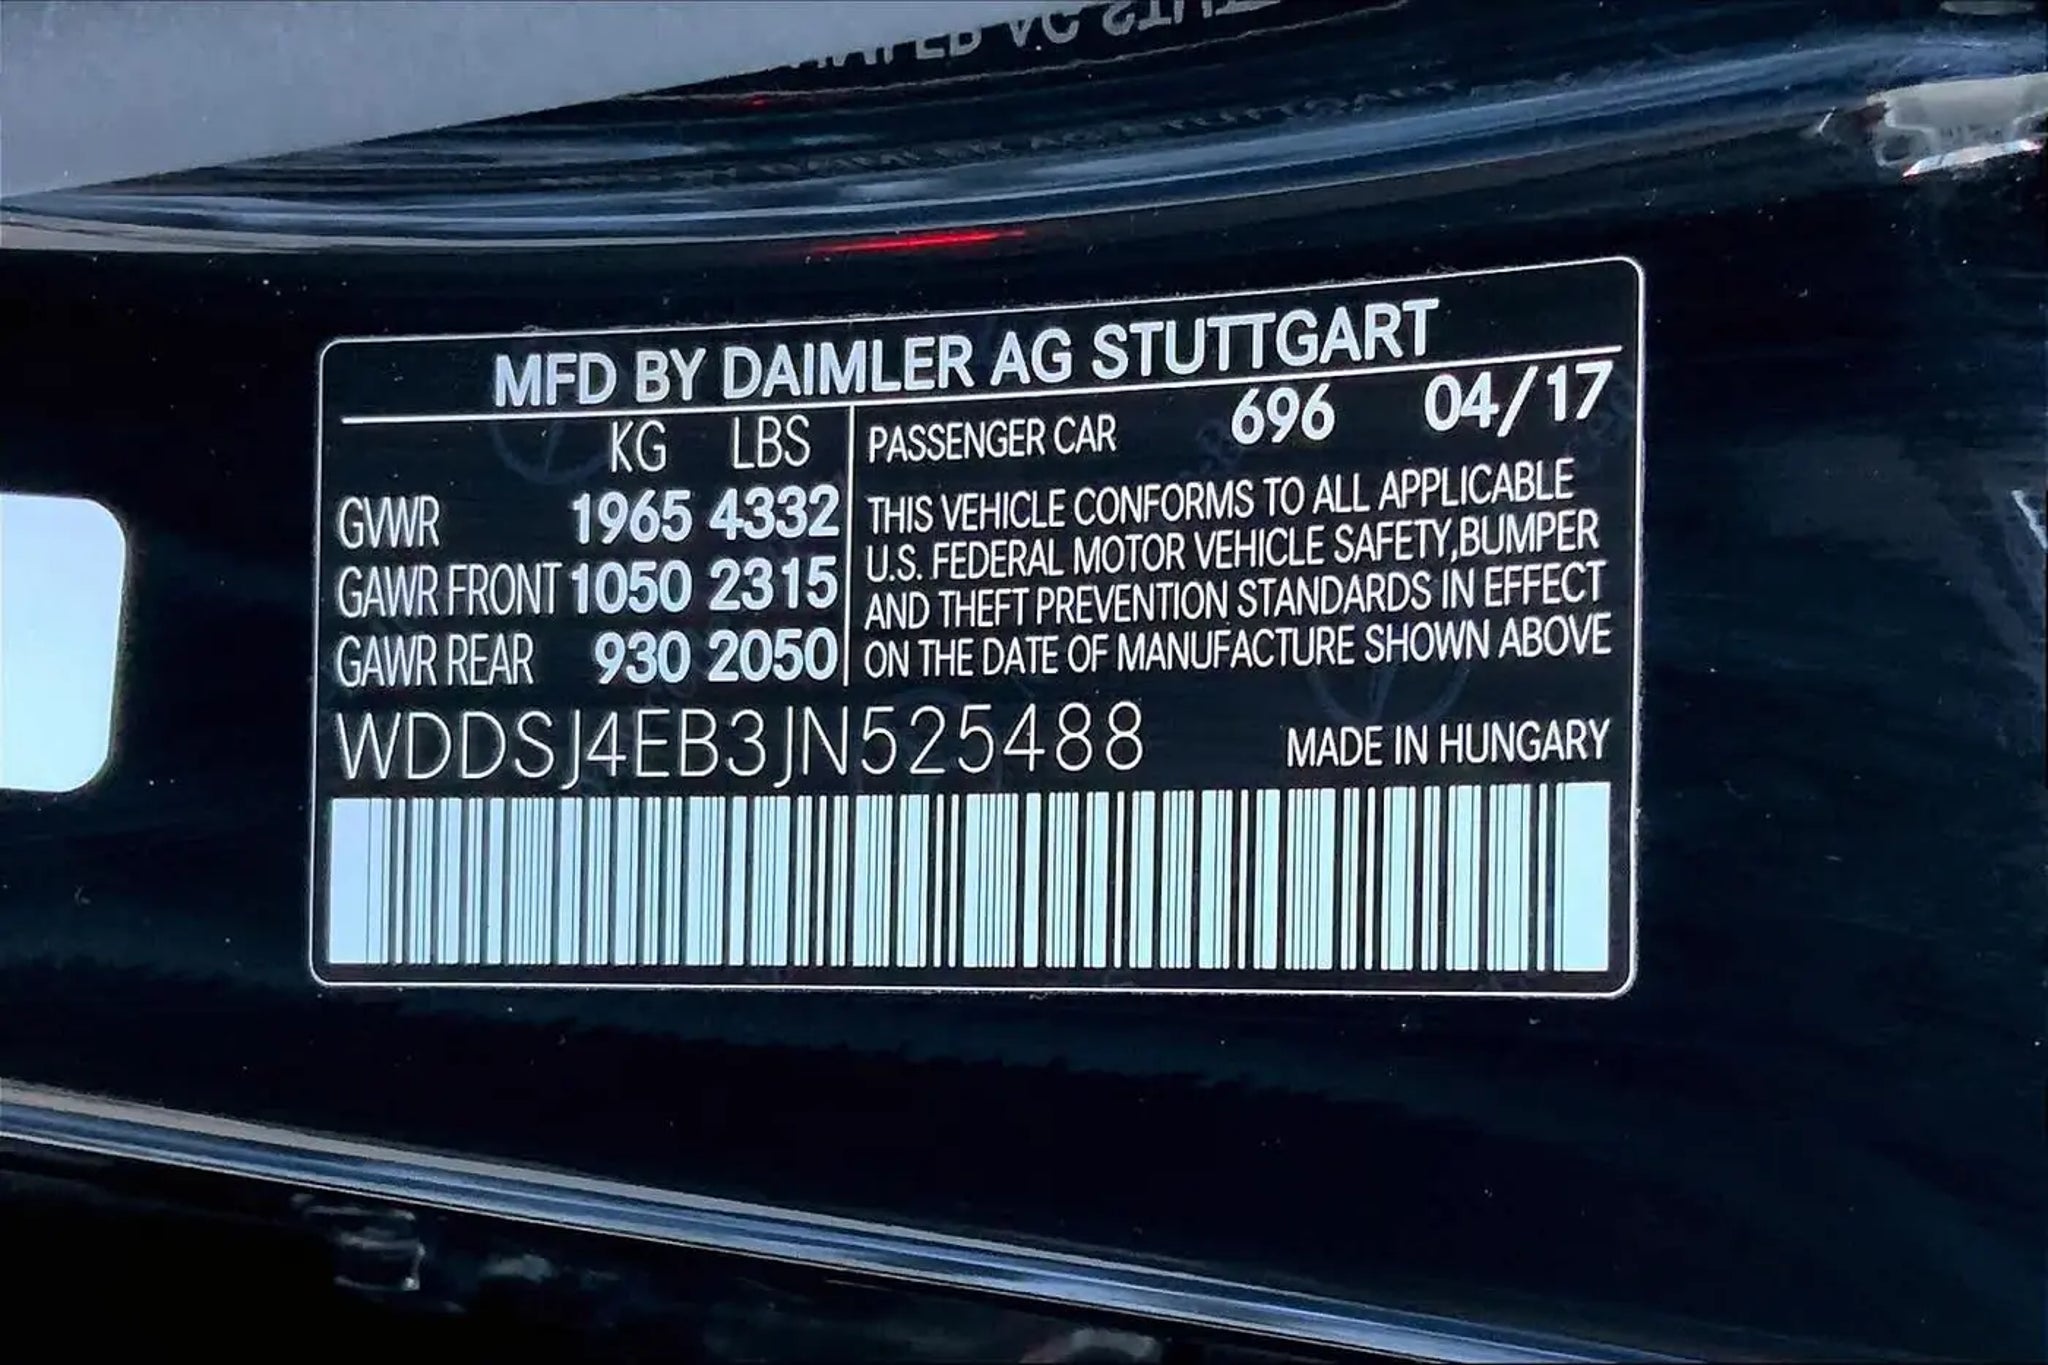 MFD BY DAIMLER AG STUTTGART
KG LBS
GVWR 1965 4332
GAWR FRONT 1050 2315
GAWR REAR 930 2050
PASSENGER CAR 696 04/17
THIS VEHICLE CONFORMS TO ALL APPLICABLE
U.S. FEDERAL MOTOR VEHICLE SAFETY,BUMPER
AND THEFT PREVENTION STANDARDS IN EFFECT
ON THE DATE OF MANUFACTURE SHOWN ABOVE
WDDSJ4EB3JN525488
MADE IN HUNGARY